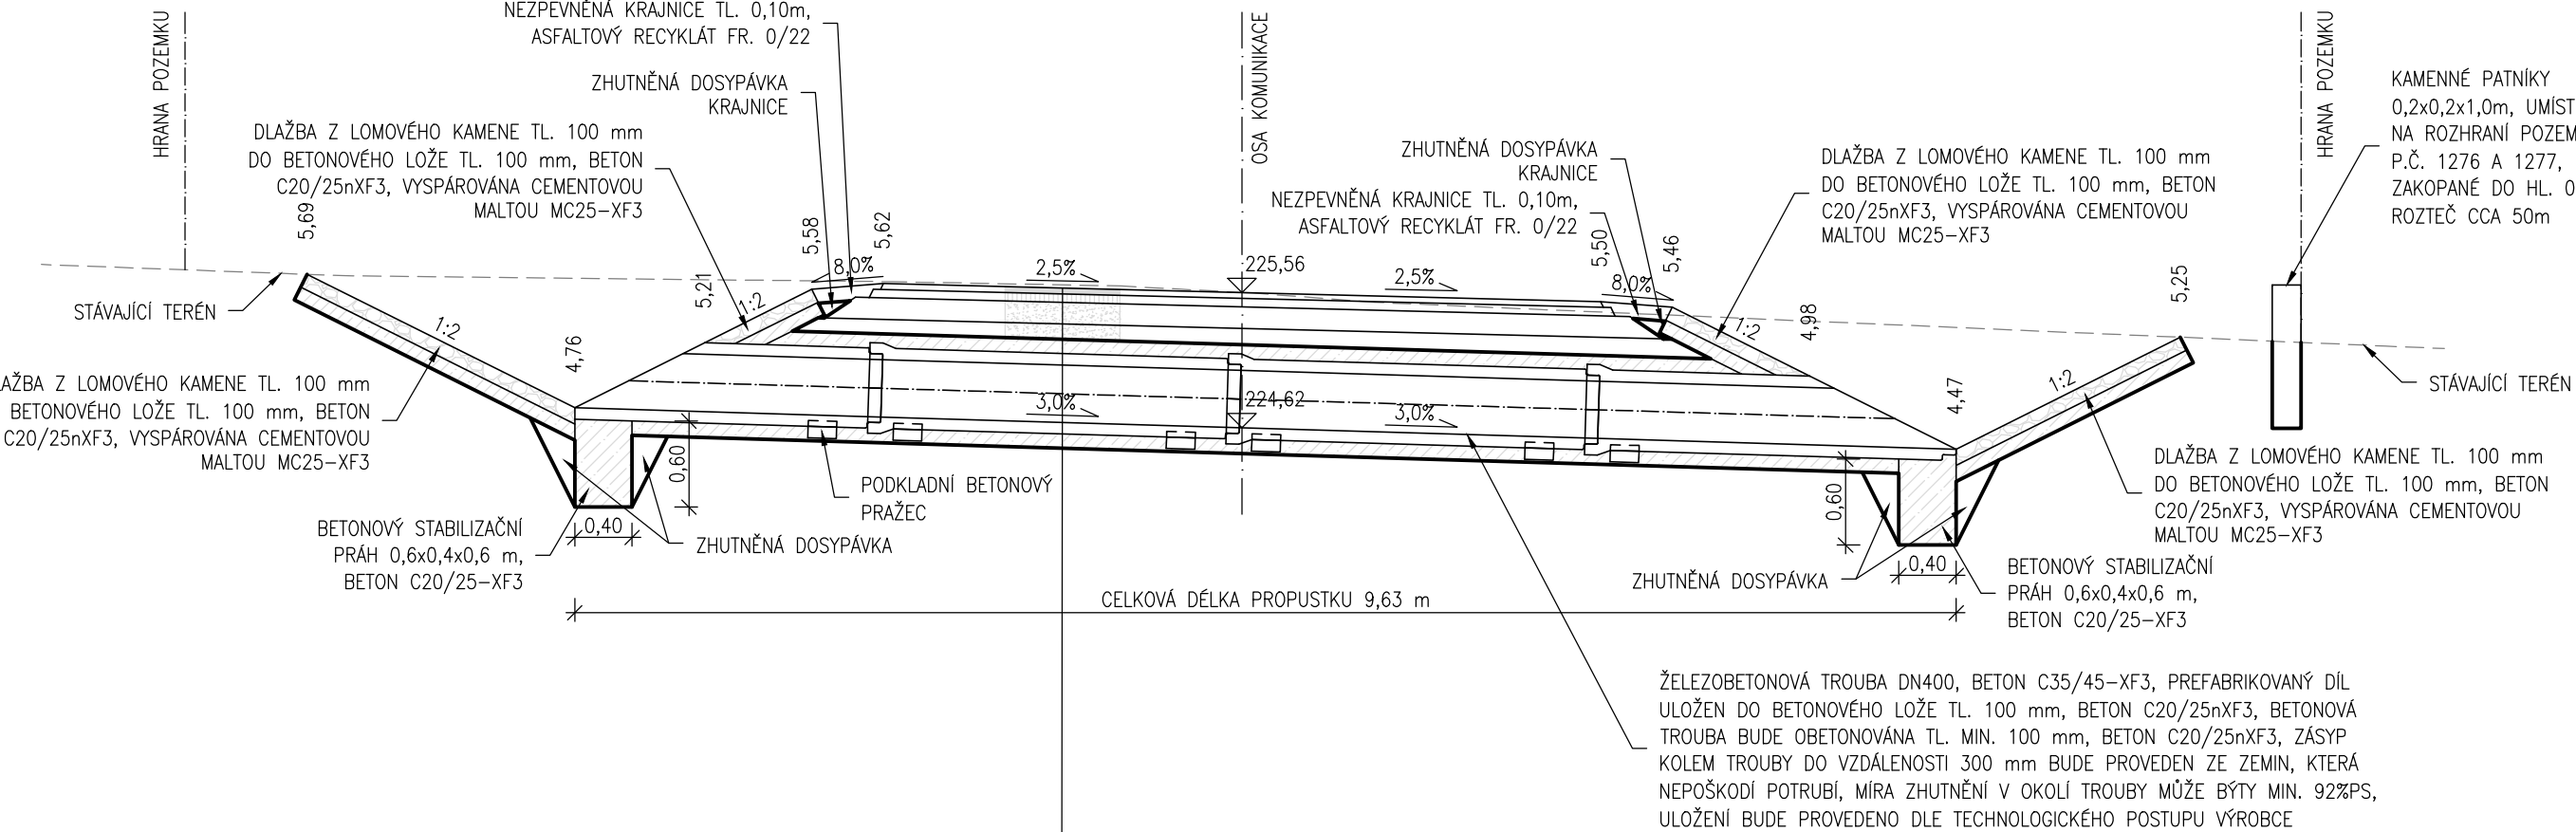 HRANA POZEMKU
NEZPEVNĚNÁ KRAJNICE TL. 0,10m,
ASFALTOVÝ RECYKLÁT FR. 0/22
ZHUTNĚNÁ DOSYPÁVKA
KRAJNICE
DLAŽBA Z LOMOVÉHO KAMENE TL. 100 mm
DO BETONOVÉHO LOŽE TL. 100 mm, BETON
C20/25nXF3, VYSPÁROVÁNA CEMENTOVOU
MALTOU MC25-XF3
OSA KOMUNIKACE
ZHUTNĚNÁ DOSYPÁVKA
KRAJNICE
NEZPEVNĚNÁ KRAJNICE TL. 0,10m,
ASFALTOVÝ RECYKLÁT FR. 0/22
DLAŽBA Z LOMOVÉHO KAMENE TL. 100 mm
DO BETONOVÉHO LOŽE TL. 100 mm, BETON
C20/25nXF3, VYSPÁROVÁNA CEMENTOVOU
MALTOU MC25-XF3
HRANA POZEMKU
KAMENNÉ PATNÍKY
0,2x0,2x1,0m,
NA ROZHRANÍ
P.Č. 1276 A 1277,
ZAKOPANÉ DO HL.
ROZTEČ CCA 50m
5,69
5,21
5,58
5,62
8,0%
2,5%
225,56
2,5%
5,50
8,0%
5,46
4,98
5,25
STÁVAJÍCÍ TERÉN
1:2
1:2
4,76
1:2
1:2
4,47
STÁVAJÍCÍ TERÉN
3,0%
224,62
3,0%
Z LOMOVÉHO KAMENE TL. 100 mm
BETONOVÉHO LOŽE TL. 100 mm, BETON
C20/25nXF3, VYSPÁROVÁNA CEMENTOVOU
MALTOU MC25-XF3
0,60
PODKLADNÍ BETONOVÝ
PRAŽEC
0,60
DLAŽBA Z LOMOVÉHO KAMENE TL. 100 mm
DO BETONOVÉHO LOŽE TL. 100 mm, BETON
C20/25nXF3, VYSPÁROVÁNA CEMENTOVOU
MALTOU MC25-XF3
BETONOVÝ STABILIZAČNÍ
PRÁH 0,6x0,4x0,6 m,
BETON C20/25-XF3
0,40
ZHUTNĚNÁ DOSYPÁVKA
ZHUTNĚNÁ DOSYPÁVKA
0,40
BETONOVÝ STABILIZAČNÍ
PRÁH 0,6x0,4x0,6 m,
BETON C20/25-XF3
CELKOVÁ DÉLKA PROPUSTKU 9,63 m
ŽELEZOBETONOVÁ TROUBA DN400, BETON C35/45-XF3, PREFABRIKOVANÝ DÍL
ULOŽEN DO BETONOVÉHO LOŽE TL. 100 mm, BETON C20/25nXF3, BETONOVÁ
TROUBA BUDE OBETONOVÁNA TL. MIN. 100 mm, BETON C20/25nXF3, ZÁSYP
KOLEM TROUBY DO VZDÁLENOSTI 300 mm BUDE PROVEDEN ZE ZEMIN, KTERÁ
NEPOŠKODÍ POTRUBÍ, MÍRA ZHUTNĚNÍ V OKOLÍ TROUBY MŮŽE BÝTY MIN. 92%PS,
ULOŽENÍ BUDE PROVEDENO DLE TECHNOLOGICKÉHO POSTUPU VÝROBCE